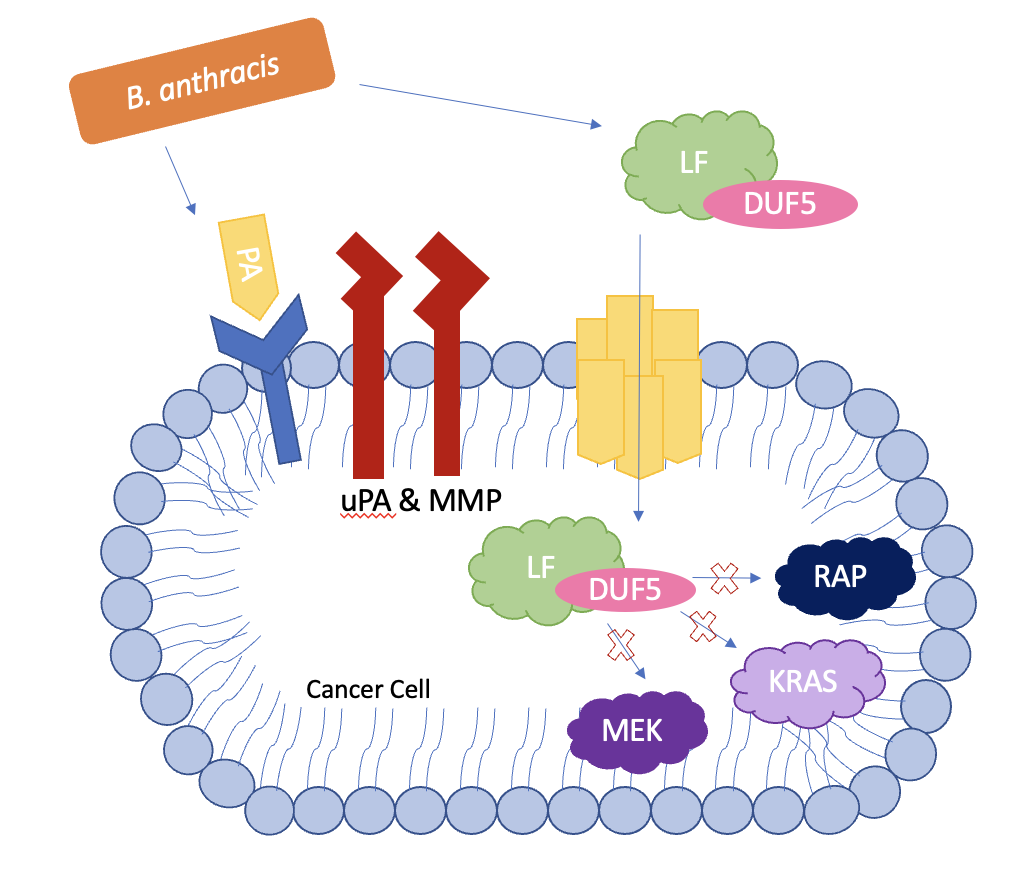 B. anthracis
LF
DUF5
PA
uPA & MMP
LF
DUF5
RAP
KRAS
Cancer Cell
MEK